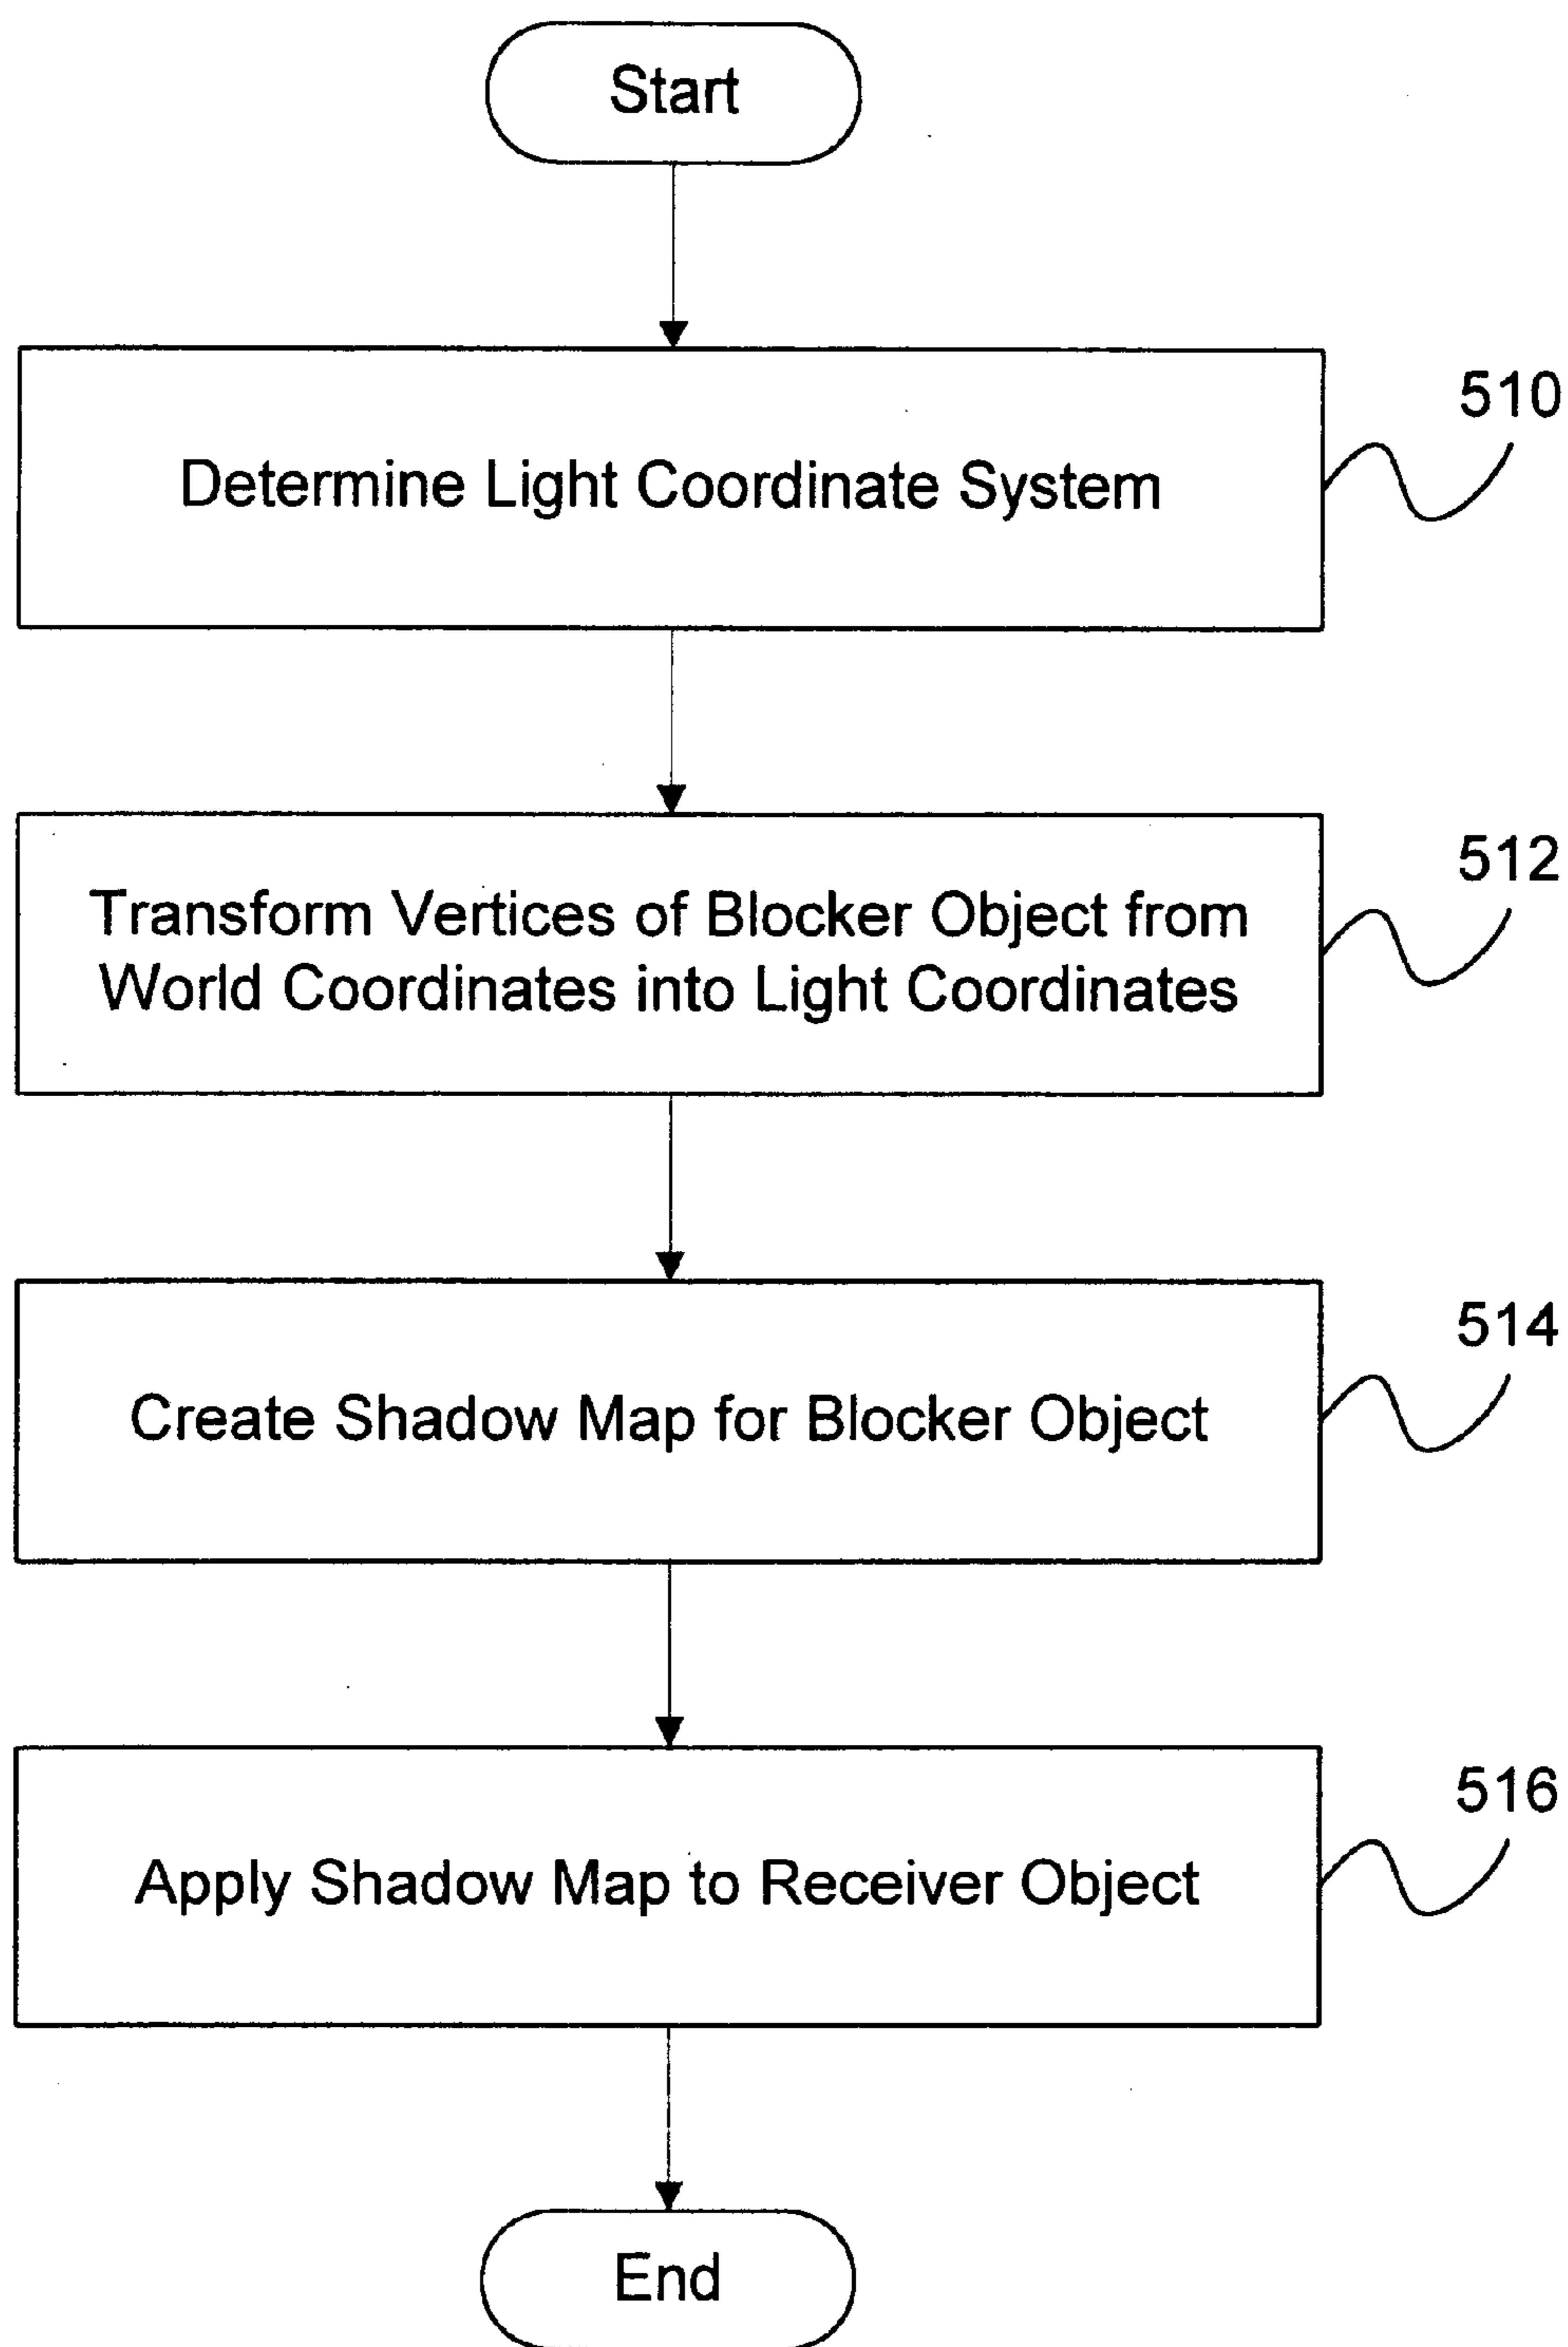 Start
510
Determine Light Coordinate System
512
Transform Vertices of Blocker Object from
World Coordinates into Light Coordinates
514
Create Shadow Map for Blocker Object
516
Apply Shadow Map to Receiver Object
End